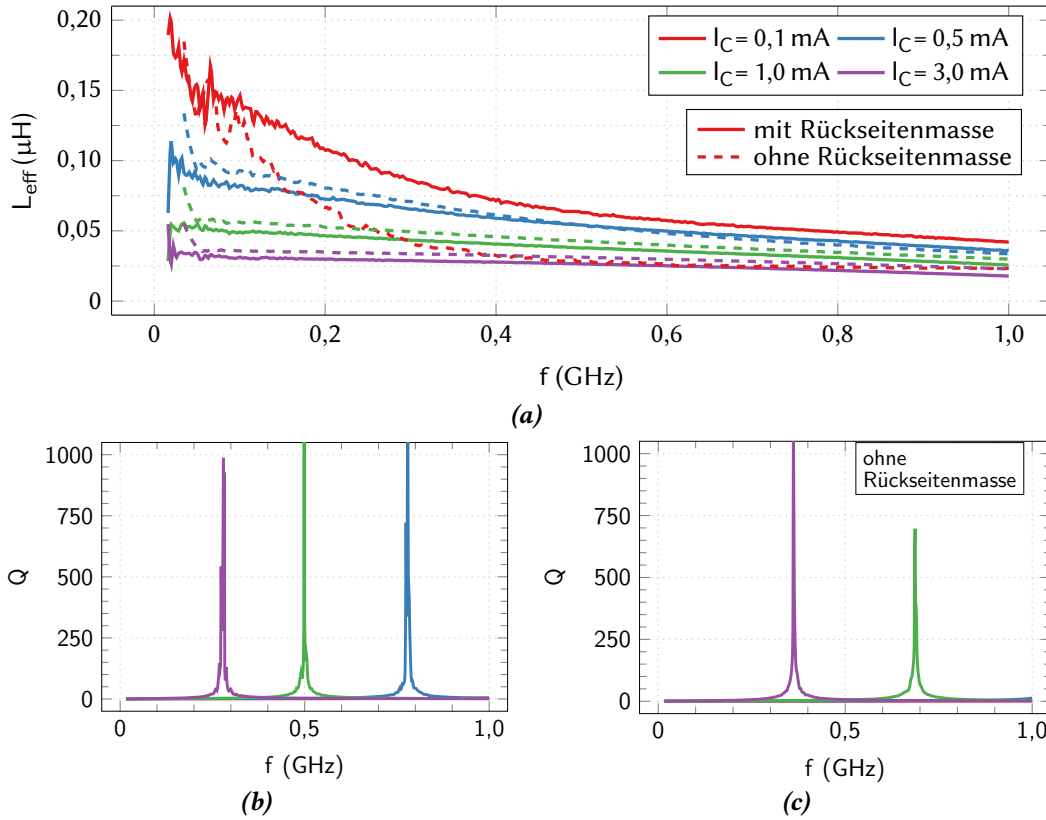 0,20
0,15
0,10
0,05
0
L_eff (µH)
I_C = 0,1 mA
I_C = 0,5 mA
I_C = 1,0 mA
I_C = 3,0 mA
mit Rückseitenmasse
ohne Rückseitenmasse
0
0,2
0,4
0,6
0,8
1,0
f (GHz)
(a)
1000
750
500
250
0
Q
0
0,5
1,0
f (GHz)
(b)
1000
750
500
250
0
Q
ohne
Rückseitenmasse
0
0,5
1,0
f (GHz)
(c)